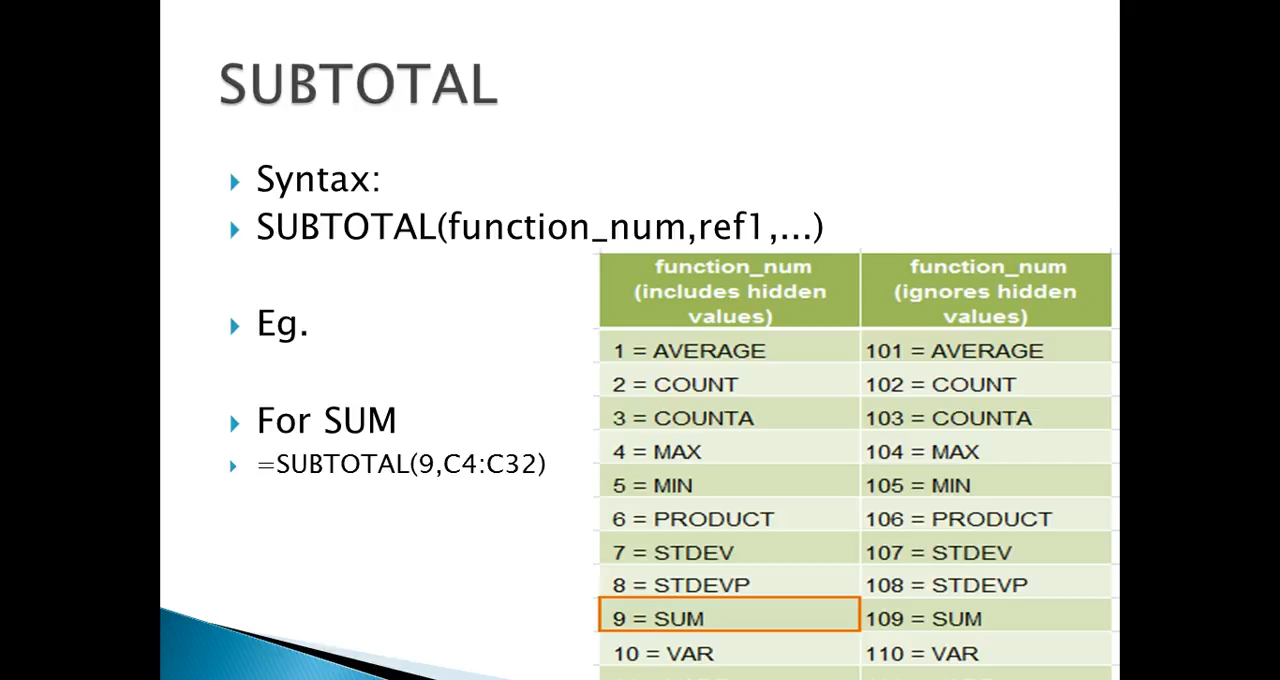 SUBTOTAL
Syntax:
SUBTOTAL(function_num,ref1,...)
Eg.
For SUM
=SUBTOTAL(9,C4:C32)
function_num (includes hidden values)
function_num (ignores hidden values)
1 = AVERAGE
101 = AVERAGE
2 = COUNT
102 = COUNT
3 = COUNTA
103 = COUNTA
4 = MAX
104 = MAX
5 = MIN
105 = MIN
6 = PRODUCT
106 = PRODUCT
7 = STDEV
107 = STDEV
8 = STDEVP
108 = STDEVP
9 = SUM
109 = SUM
10 = VAR
110 = VAR